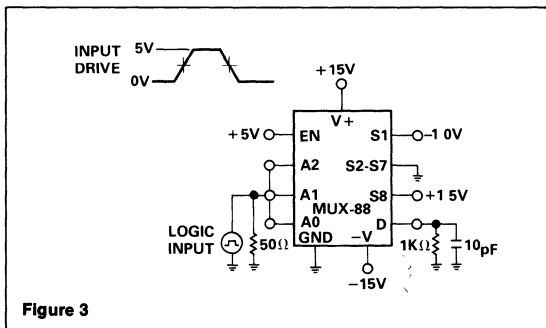 INPUT DRIVE
5V
0V
+15V
V+
+5V
EN
S1
-1 0V
A2
S2-S7
A1
S8
+1 5V
MUX-88
A0
D
LOGIC INPUT
50Ω
GND
-V
1KΩ
10pF
-15V
Figure 3